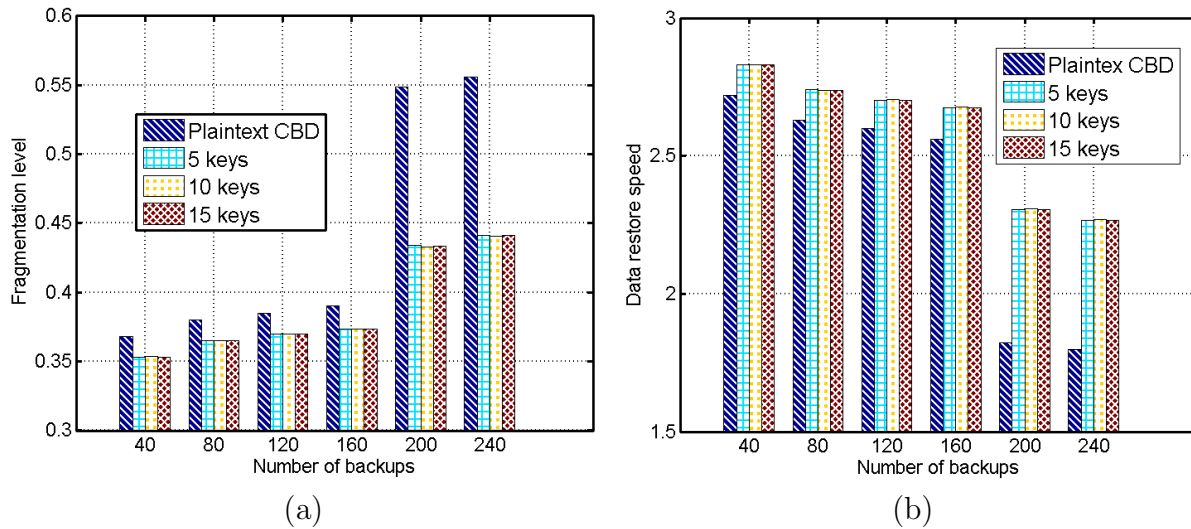 0.6
0.55
0.5
0.45
0.4
0.35
0.3
Fragmentation level
Plaintext CBD
5 keys
10 keys
15 keys
40 80 120 160 200 240
Number of backups
(a)
3
2.5
2
1.5
Data restore speed
Plaintex CBD
5 keys
10 keys
15 keys
40 80 120 160 200 240
Number of backups
(b)